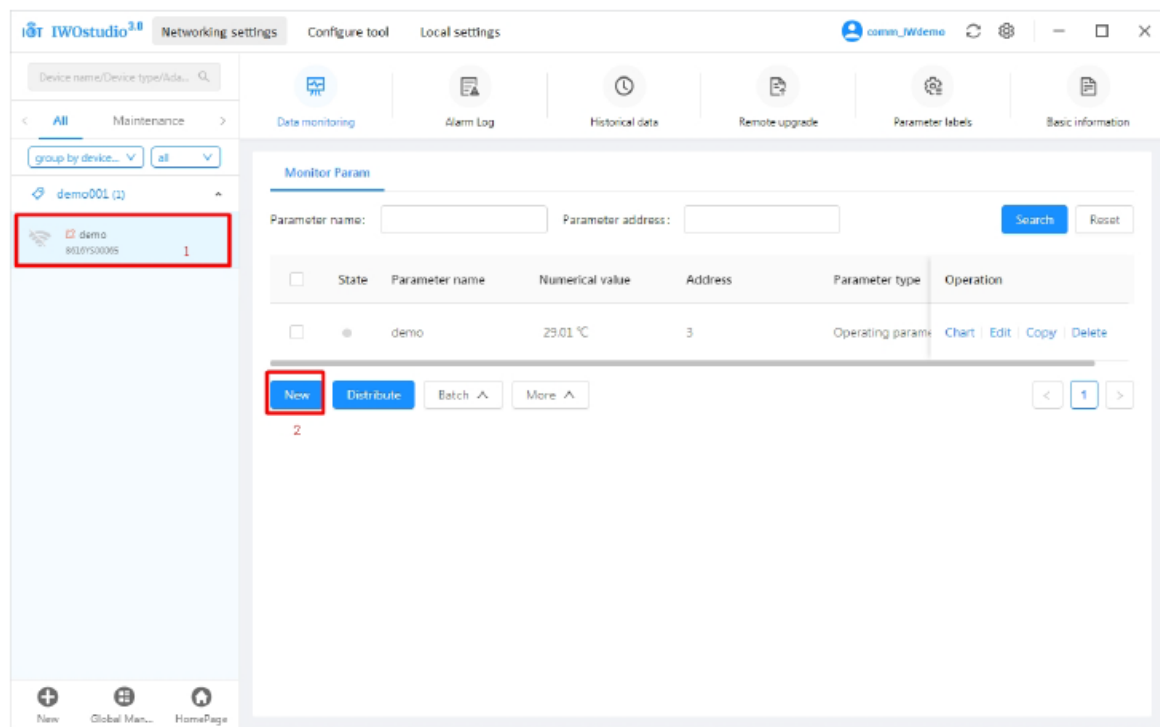 IOT IWOstudio3.0 Networking settings Configure tool Local settings comm_IWdemo
Device name/Device type/Ada...
Data monitoring Alarm Log Historical data Remote upgrade Parameter labels Basic information
< All Maintenance >
group by device... all
demo001 (1)
demo
8616YS00065
1
Monitor Param
Parameter name: Parameter address: Search Reset
State Parameter name Numerical value Address Parameter type Operation
demo 29.01 ℃ 3 Operating parame Chart Edit Copy Delete
New Distribute Batch More < 1 >
2
New Global Man... HomePage